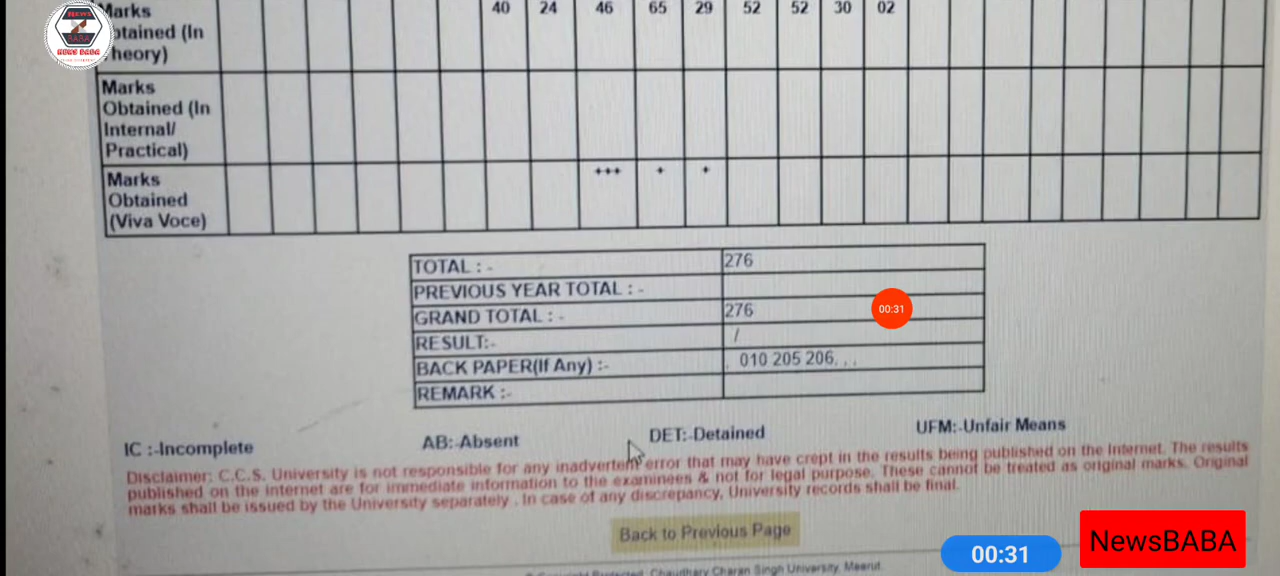 Marks 40 24 46 65 29 52 52 30 02
Obtained (In
Theory)
NEWS
BABA
NEWS BABA
Marks
Obtained (In
Internal/
Practical)
Marks +++ + +
Obtained
(Viva Voce)
TOTAL : - 276
PREVIOUS YEAR TOTAL : -
GRAND TOTAL : - 276
00:31
RESULT:- /
BACK PAPER(If Any) :- . 010 205 206. . .
REMARK :-
IC :-Incomplete AB:-Absent DET:-Detained UFM:-Unfair Means
Disclaimer: C.C.S. University is not responsible for any inadvertent error that may have crept in the results being published on the Internet. The results
published on the internet are for immediate information to the examinees & not for legal purpose. These cannot be treated as original marks. Original
marks shall be issued by the University separately . In case of any discrepancy, University records shall be final.
Back to Previous Page
00:31
NewsBABA
© Copyright Protected, Chaudhary Charan Singh University, Meerut.